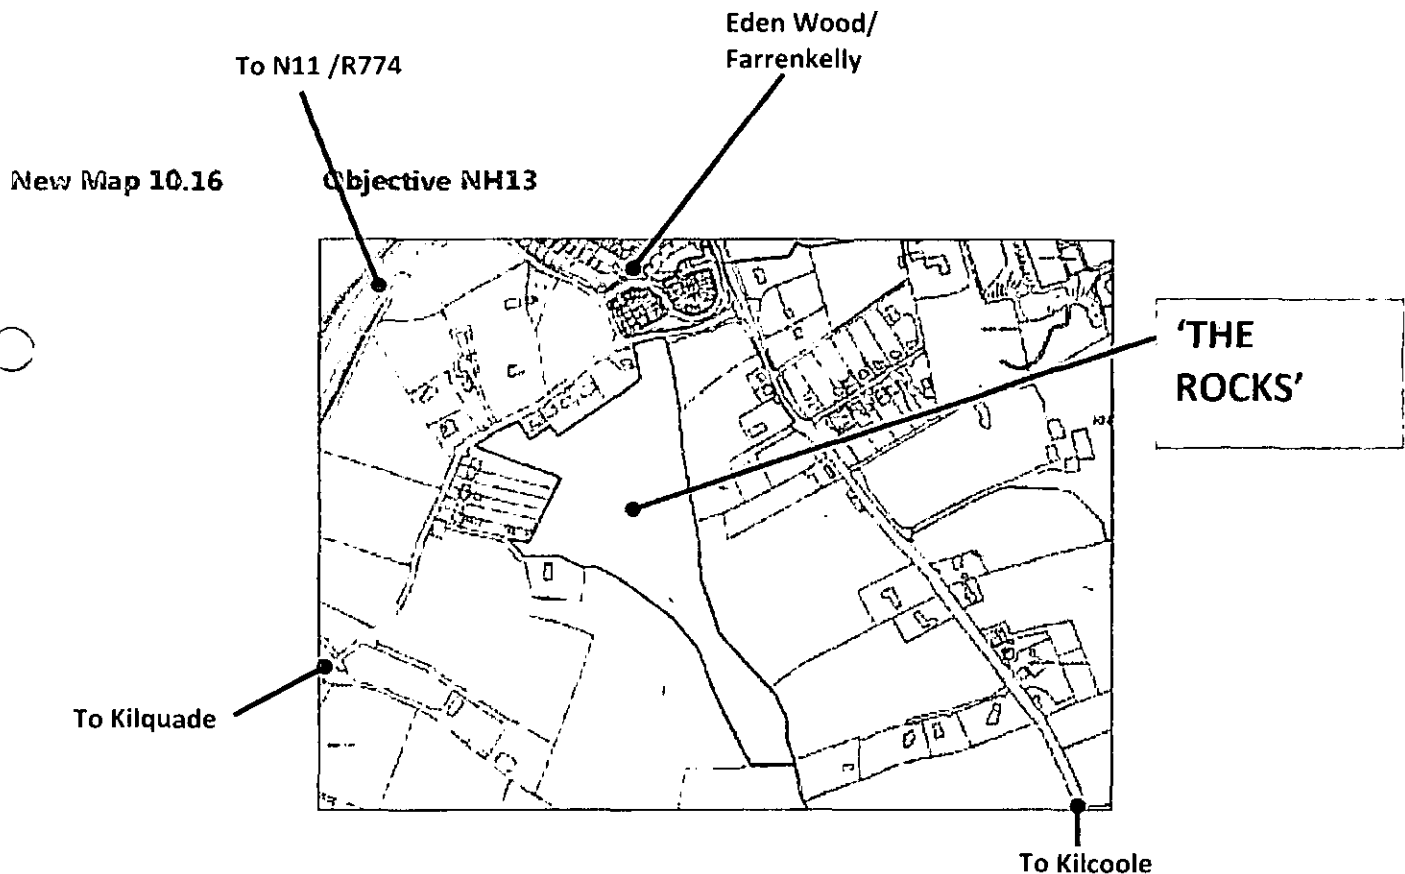 Eden Wood/
Farrenkelly
To N11 /R774
New Map 10.16 Objective NH13
'THE
ROCKS'
To Kilquade
To Kilcoole